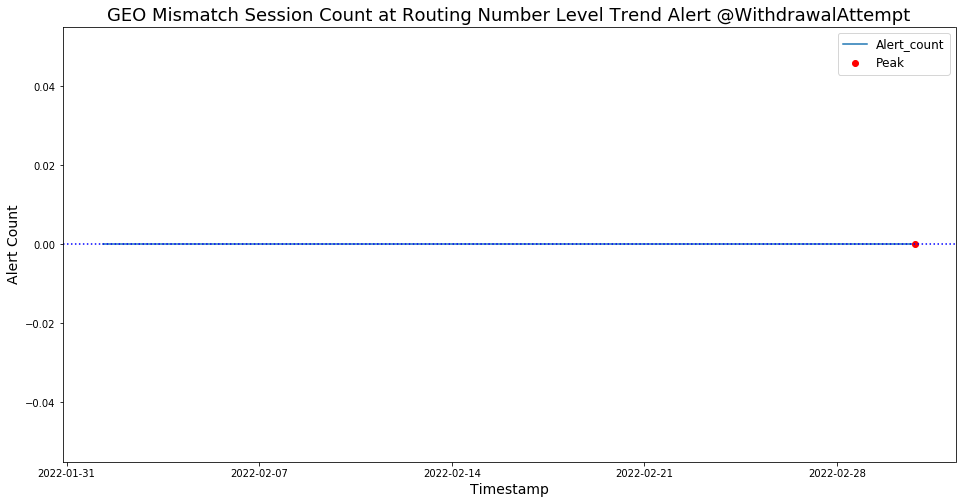 GEO Mismatch Session Count at Routing Number Level Trend Alert @WithdrawalAttempt
Alert_count
Peak
0.04
0.02
0.00
−0.02
−0.04
Alert Count
2022-01-31
2022-02-07
2022-02-14
2022-02-21
2022-02-28
Timestamp